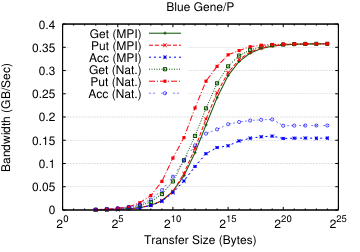 Blue Gene/P
Bandwidth (GB/Sec)
0.4
0.35
0.3
0.25
0.2
0.15
0.1
0.05
0
Get (MPI)
Put (MPI)
Acc (MPI)
Get (Nat.)
Put (Nat.)
Acc (Nat.)
2^0 2^5 2^10 2^15 2^20 2^25
Transfer Size (Bytes)